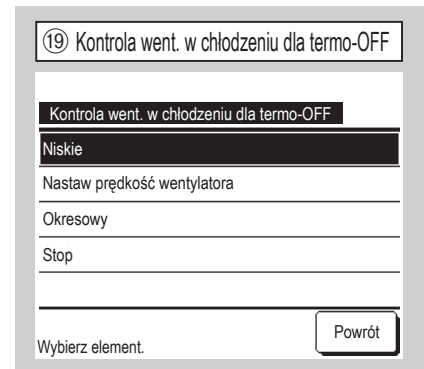 ⑲ Kontrola went. w chłodzeniu dla termo-OFF
Kontrola went. w chłodzeniu dla termo-OFF
Niskie
Nastaw prędkość wentylatora
Okresowy
Stop
Powrót
Wybierz element.